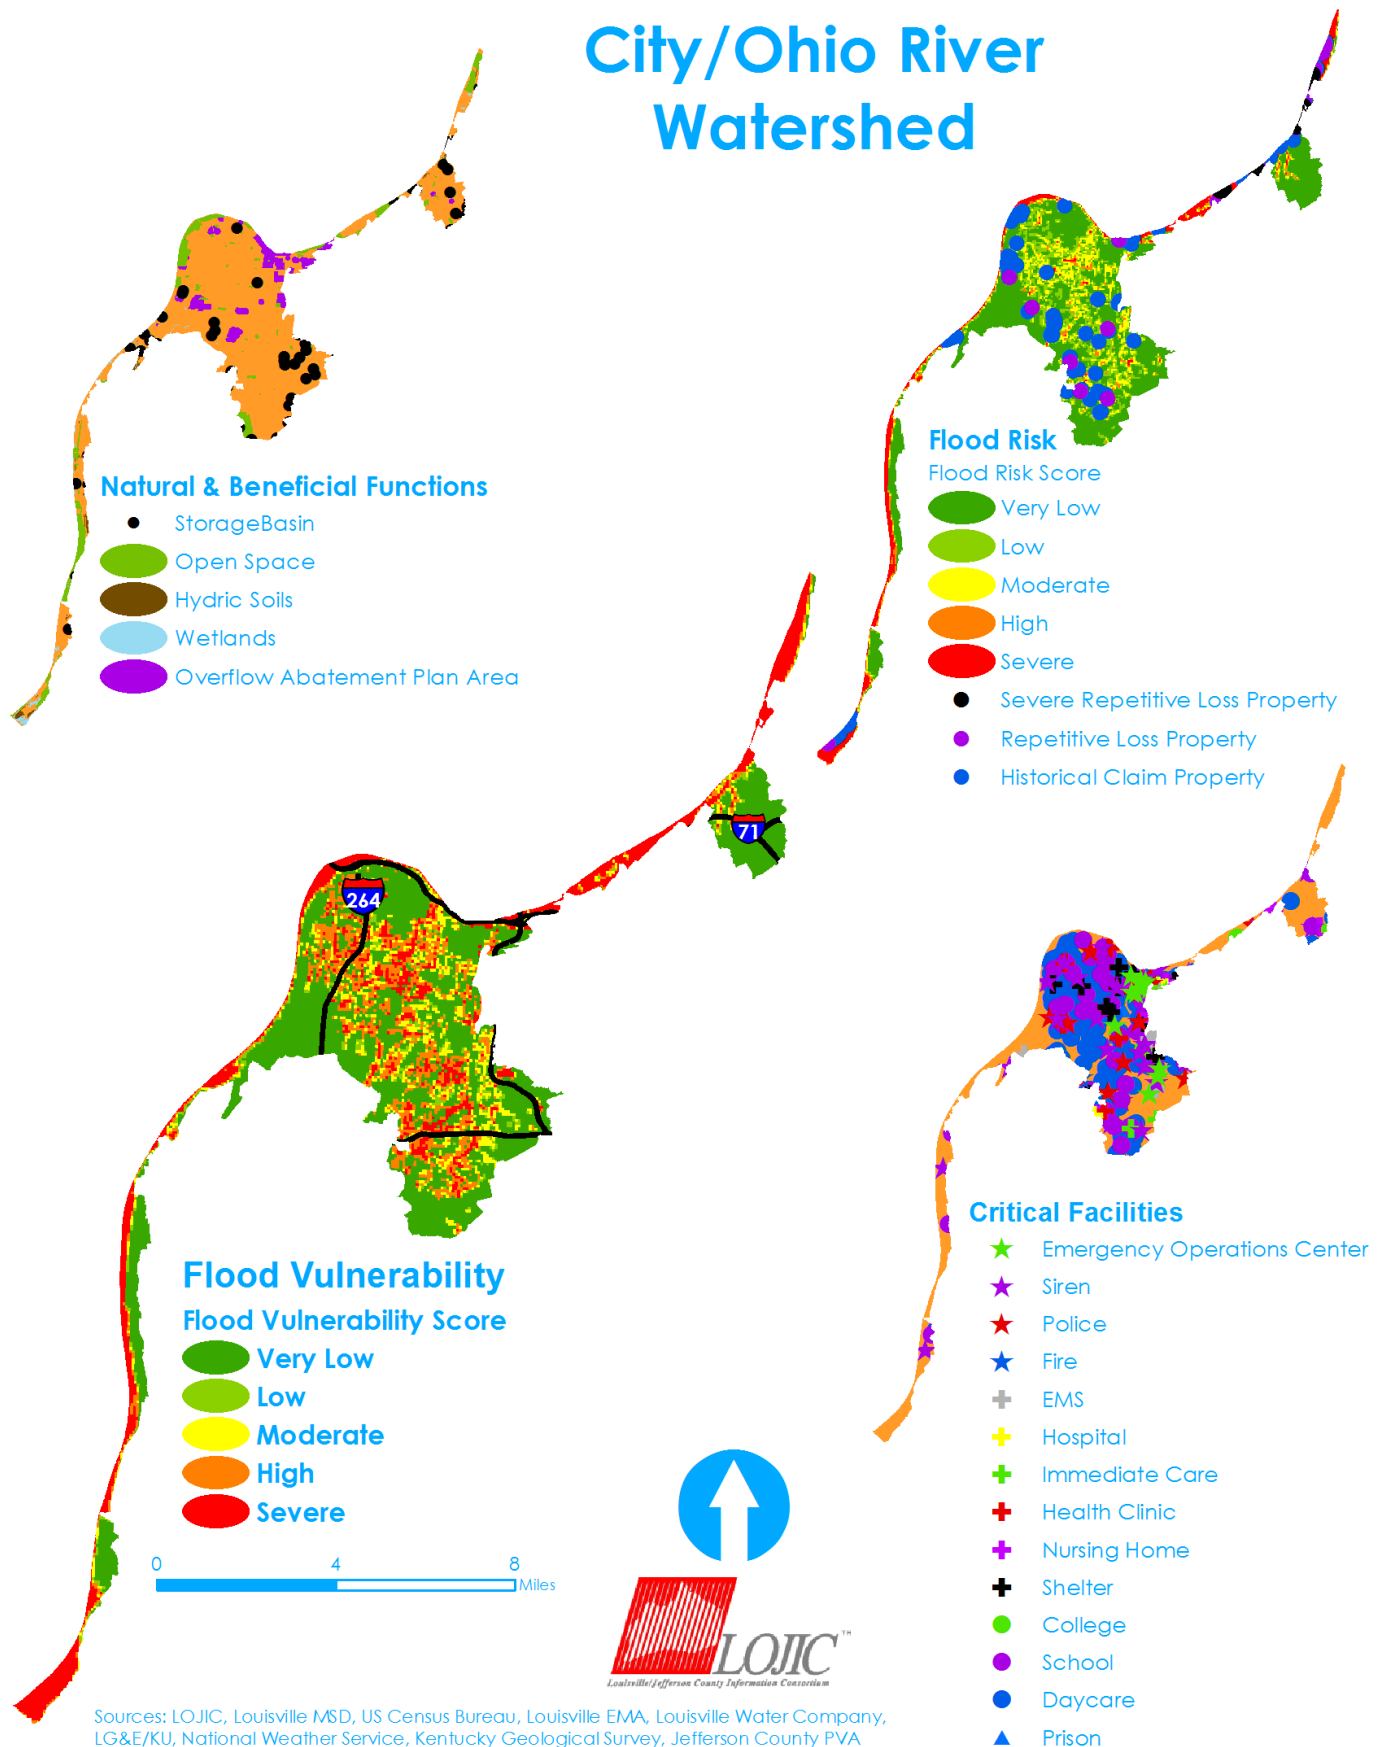 City/Ohio River
Watershed
Natural & Beneficial Functions
StorageBasin
Open Space
Hydric Soils
Wetlands
Overflow Abatement Plan Area
Flood Risk
Flood Risk Score
Very Low
Low
Moderate
High
Severe
Severe Repetitive Loss Property
Repetitive Loss Property
Historical Claim Property
71
264
Flood Vulnerability
Flood Vulnerability Score
Very Low
Low
Moderate
High
Severe
0 4 8
Miles
Critical Facilities
Emergency Operations Center
Siren
Police
Fire
EMS
Hospital
Immediate Care
Health Clinic
Nursing Home
Shelter
College
School
Daycare
Prison
LOJIC™
Louisville/Jefferson County Information Consortium
Sources: LOJIC, Louisville MSD, US Census Bureau, Louisville EMA, Louisville Water Company,
LG&E/KU, National Weather Service, Kentucky Geological Survey, Jefferson County PVA